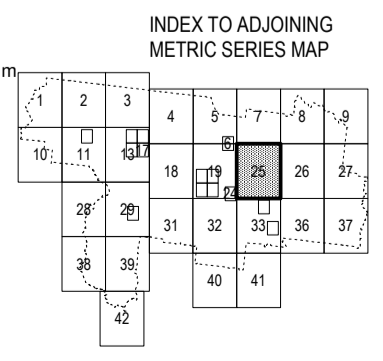 INDEX TO ADJOINING
METRIC SERIES MAP
m
1 2 3
4 5 7 8 9
6
10 11 13 17
18 19 25 26 27
24
28 29
31 32 33 36 37
38 39
40 41
42